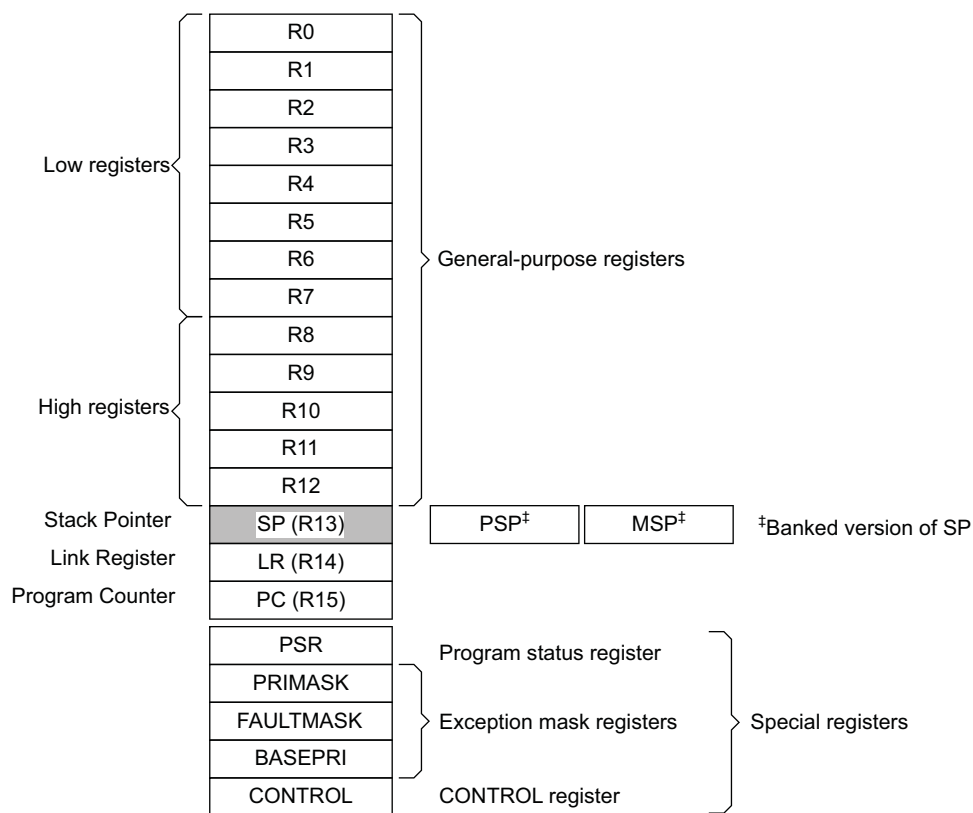 R0
R1
R2
R3
Low registers
R4
R5
R6
General-purpose registers
R7
R8
R9
High registers
R10
R11
R12
Stack Pointer
SP (R13)
PSP‡
MSP‡
‡Banked version of SP
Link Register
LR (R14)
Program Counter
PC (R15)
PSR
Program status register
PRIMASK
FAULTMASK
Exception mask registers
Special registers
BASEPRI
CONTROL
CONTROL register